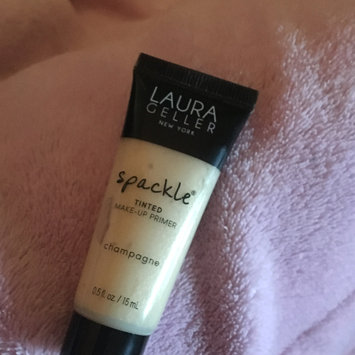 LAURA
GELLER
NEW YORK
spackle®
TINTED
MAKE-UP PRIMER
champagne
0.5 fl. oz. / 15 mL